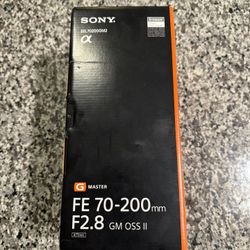 SONY
SEL70200GM2
α
G MASTER
FE 70-200mm
F2.8 GM OSS II